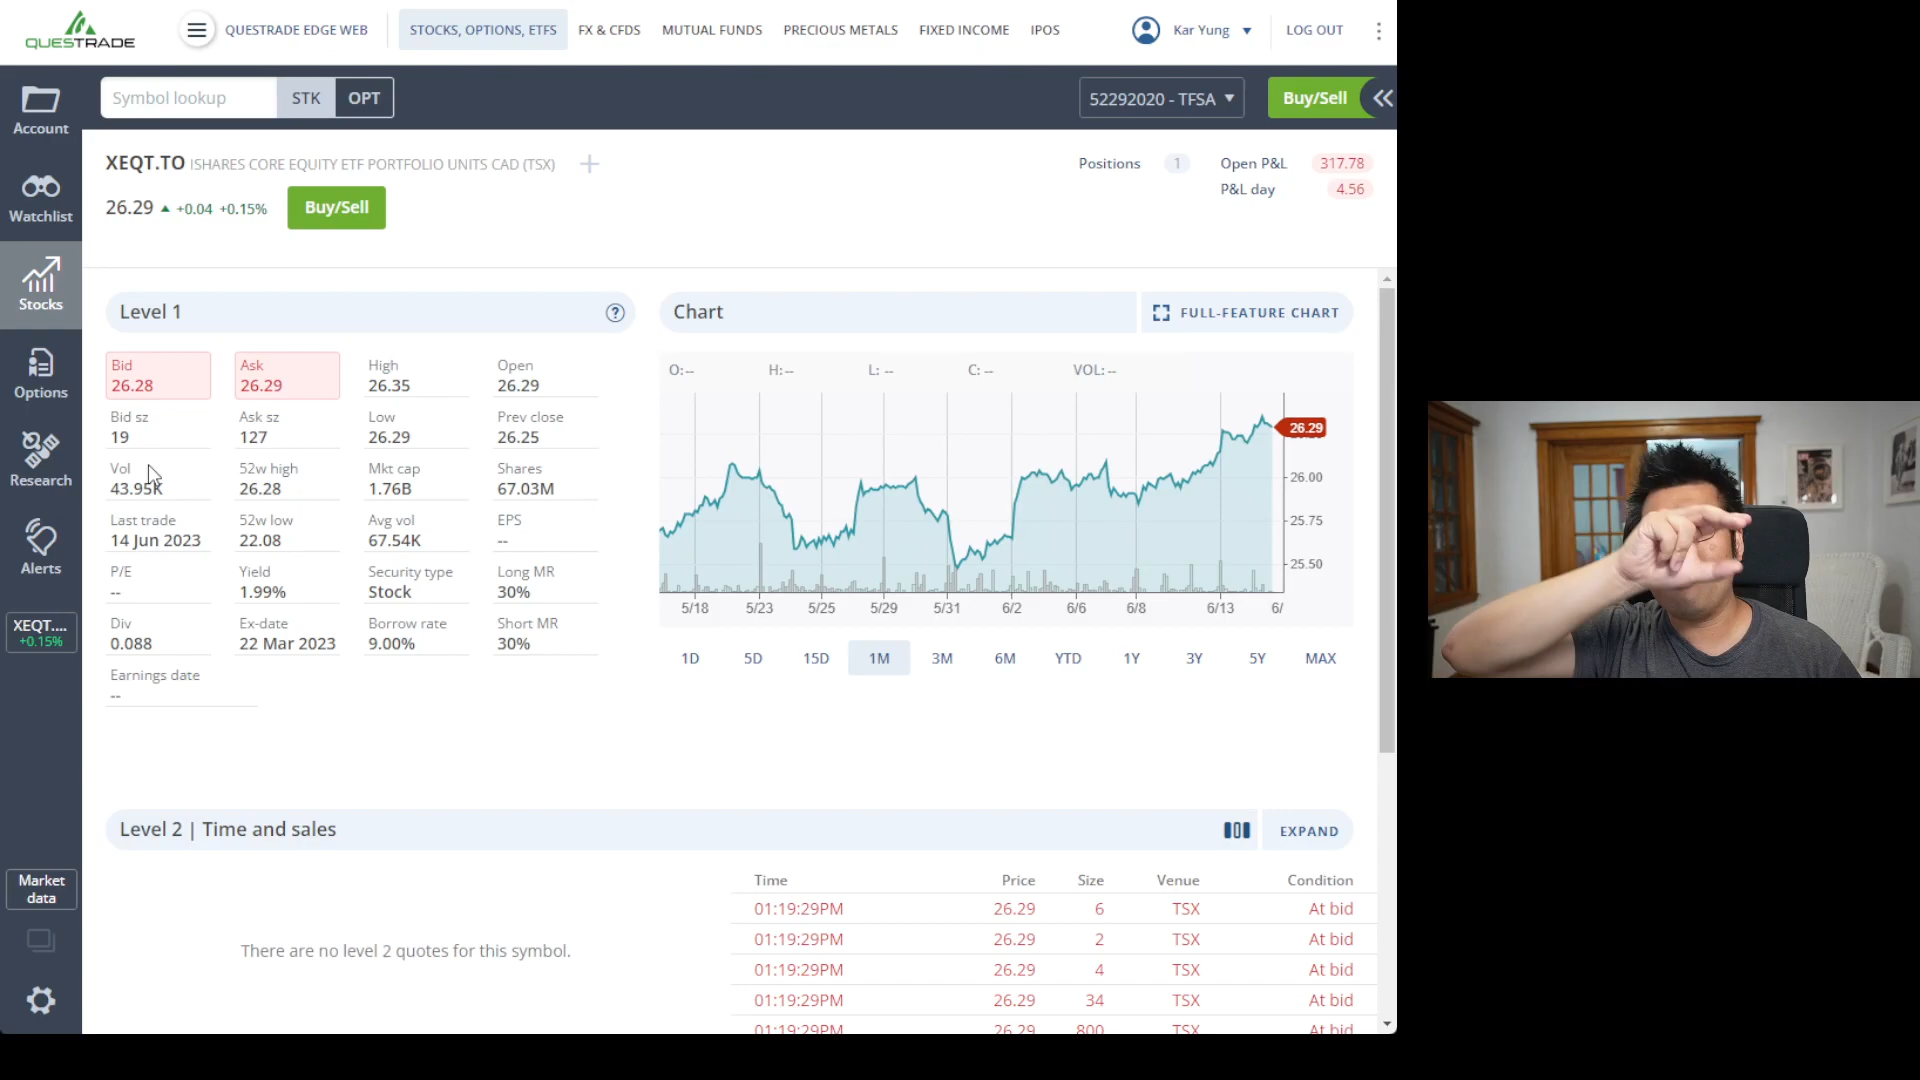 QUESTRADE
QUESTRADE EDGE WEB
STOCKS, OPTIONS, ETFS
FX & CFDS
MUTUAL FUNDS
PRECIOUS METALS
FIXED INCOME
IPOS
Kar Yung
LOG OUT
Account
Watchlist
Stocks
Options
Research
Alerts
XEQT....
+0.15%
Market
data
Symbol lookup
STK
OPT
52292020 - TFSA
Buy/Sell
XEQT.TO ISHARES CORE EQUITY ETF PORTFOLIO UNITS CAD (TSX)
Positions 1
Open P&L 317.78
P&L day 4.56
26.29 +0.04 +0.15%
Buy/Sell
Level 1
?
Bid Ask High Open
26.28 26.29 26.35 26.29
Bid sz Ask sz Low Prev close
19 127 26.29 26.25
Vol 52w high Mkt cap Shares
43.95K 26.28 1.76B 67.03M
Last trade 52w low Avg vol EPS
14 Jun 2023 22.08 67.54K --
P/E Yield Security type Long MR
-- 1.99% Stock 30%
Div Ex-date Borrow rate Short MR
0.088 22 Mar 2023 9.00% 30%
Earnings date
--
Chart
FULL-FEATURE CHART
O:-- H:-- L: -- C: -- VOL:--
26.29
26.00
25.75
25.50
5/18 5/23 5/25 5/29 5/31 6/2 6/6 6/8 6/13 6/
1D 5D 15D 1M 3M 6M YTD 1Y 3Y 5Y MAX
Level 2 | Time and sales
EXPAND
There are no level 2 quotes for this symbol.
Time Price Size Venue Condition
01:19:29PM 26.29 6 TSX At bid
01:19:29PM 26.29 2 TSX At bid
01:19:29PM 26.29 4 TSX At bid
01:19:29PM 26.29 34 TSX At bid
01:19:29PM 26.29 800 TSX At bid